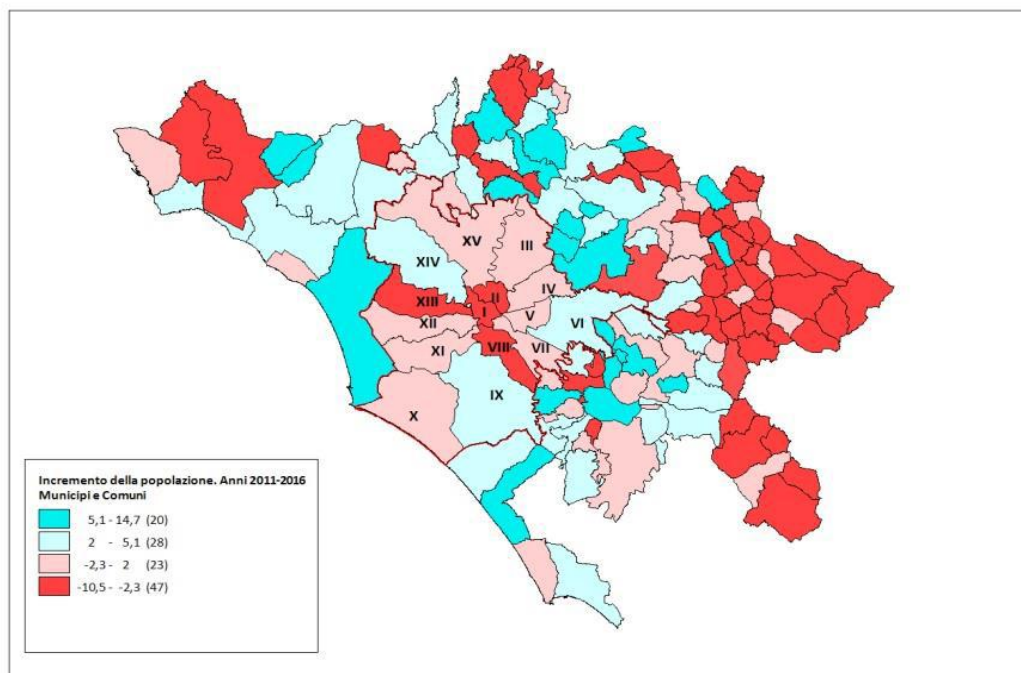 XV
III
XIV
IV
II
XIII
I
V
VI
XII
VIII
VII
XI
IX
X
Incremento della popolazione. Anni 2011-2016
Municipi e Comuni
5,1 - 14,7 (20)
2 - 5,1 (28)
-2,3 - 2 (23)
-10,5 - -2,3 (47)